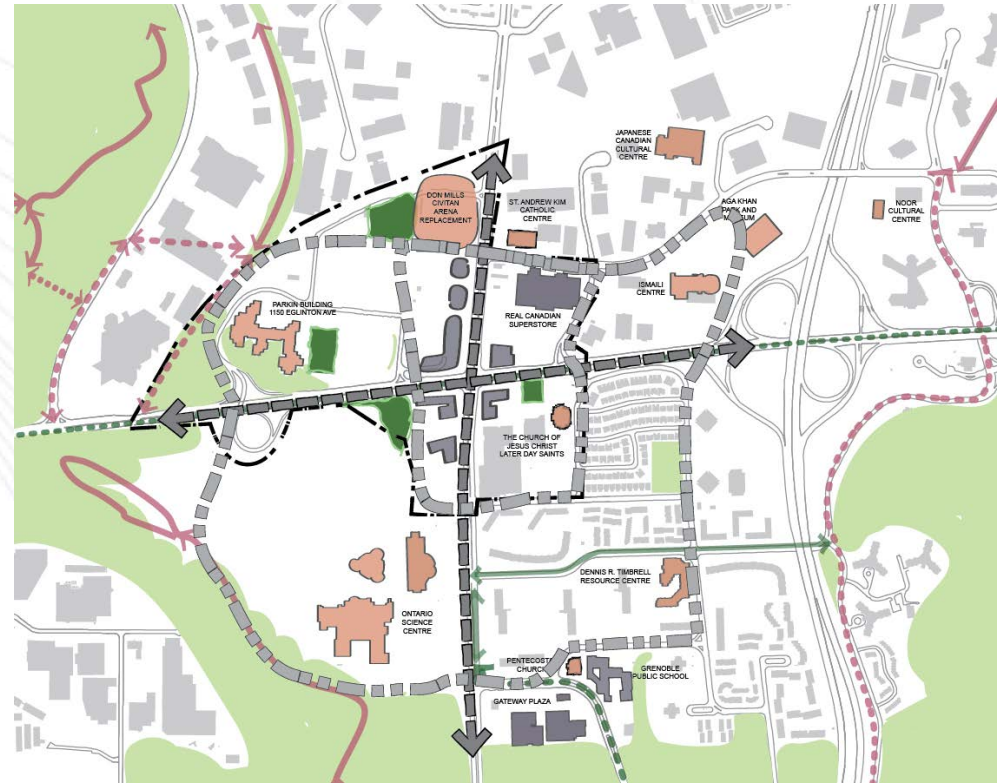 JAPANESE
CANADIAN
CULTURAL
CENTRE
DON MILLS
CIVITAN
ARENA
REPLACEMENT
ST. ANDREW KIM
CATHOLIC
CENTRE
AGA KHAN
PARK AND
NOOR
CULTURAL
CENTRE
ISMAILI
CENTRE
PARKIN BUILDING
1150 EGLINTON AVE
REAL CANADIAN
SUPERSTORE
THE CHURCH OF
JESUS CHRIST
LATER DAY SAINTS
DENNIS R. TIMBRELL
RESOURCE CENTRE
ONTARIO
SCIENCE
CENTRE
CHURCH
GRENOBLE
PUBLIC SCHOOL
GATEWAY PLAZA